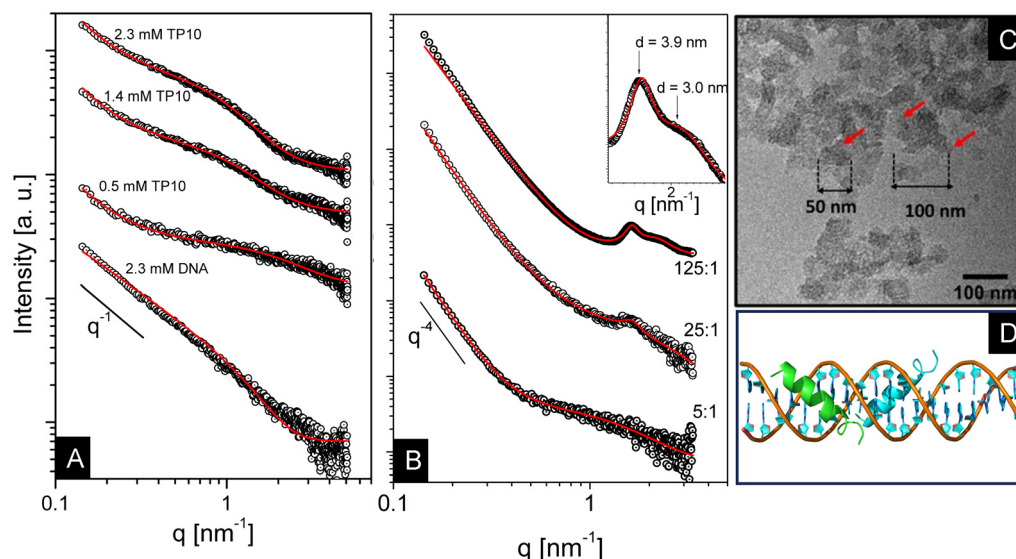 Intensity [a. u.]
2.3 mM TP10
1.4 mM TP10
0.5 mM TP10
2.3 mM DNA
q⁻¹
A
0.1
1
q [nm⁻¹]
d = 3.9 nm
d = 3.0 nm
2
q [nm⁻¹]
125:1
25:1
5:1
q⁻⁴
B
0.1
1
q [nm⁻¹]
C
50 nm
100 nm
100 nm
D